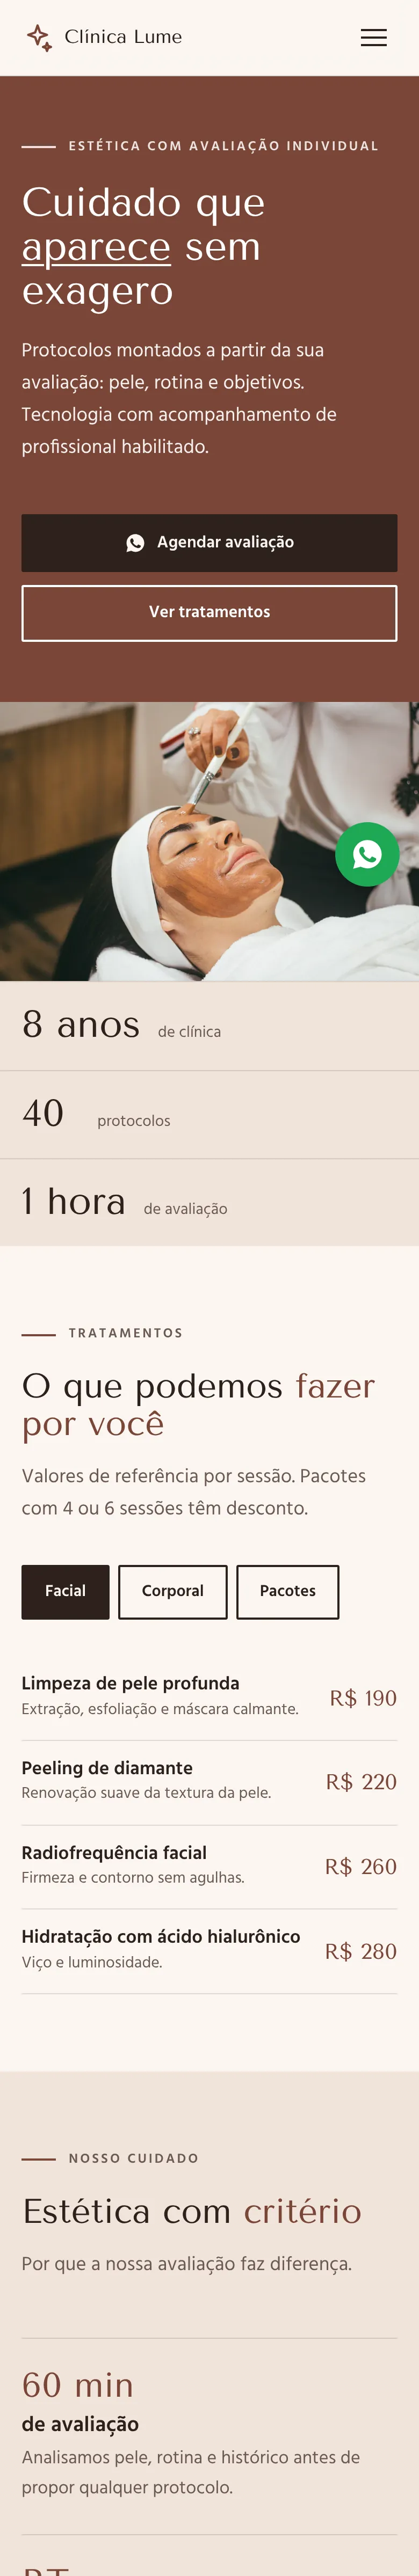 Clínica Lume
ESTÉTICA COM AVALIAÇÃO INDIVIDUAL
Cuidado que
aparece sem
exagero
Protocolos montados a partir da sua
avaliação: pele, rotina e objetivos.
Tecnologia com acompanhamento de
profissional habilitado.
Agendar avaliação
Ver tratamentos
8 anos de clínica
40 protocolos
1 hora de avaliação
TRATAMENTOS
O que podemos fazer
por você
Valores de referência por sessão. Pacotes
com 4 ou 6 sessões têm desconto.
Facial Corporal Pacotes
Limpeza de pele profunda
Extração, esfoliação e máscara calmante.
R$ 190
Peeling de diamante
Renovação suave da textura da pele.
R$ 220
Radiofrequência facial
Firmeza e contorno sem agulhas.
R$ 260
Hidratação com ácido hialurônico
Viço e luminosidade.
R$ 280
NOSSO CUIDADO
Estética com critério
Por que a nossa avaliação faz diferença.
60 min
de avaliação
Analisamos pele, rotina e histórico antes de
propor qualquer protocolo.